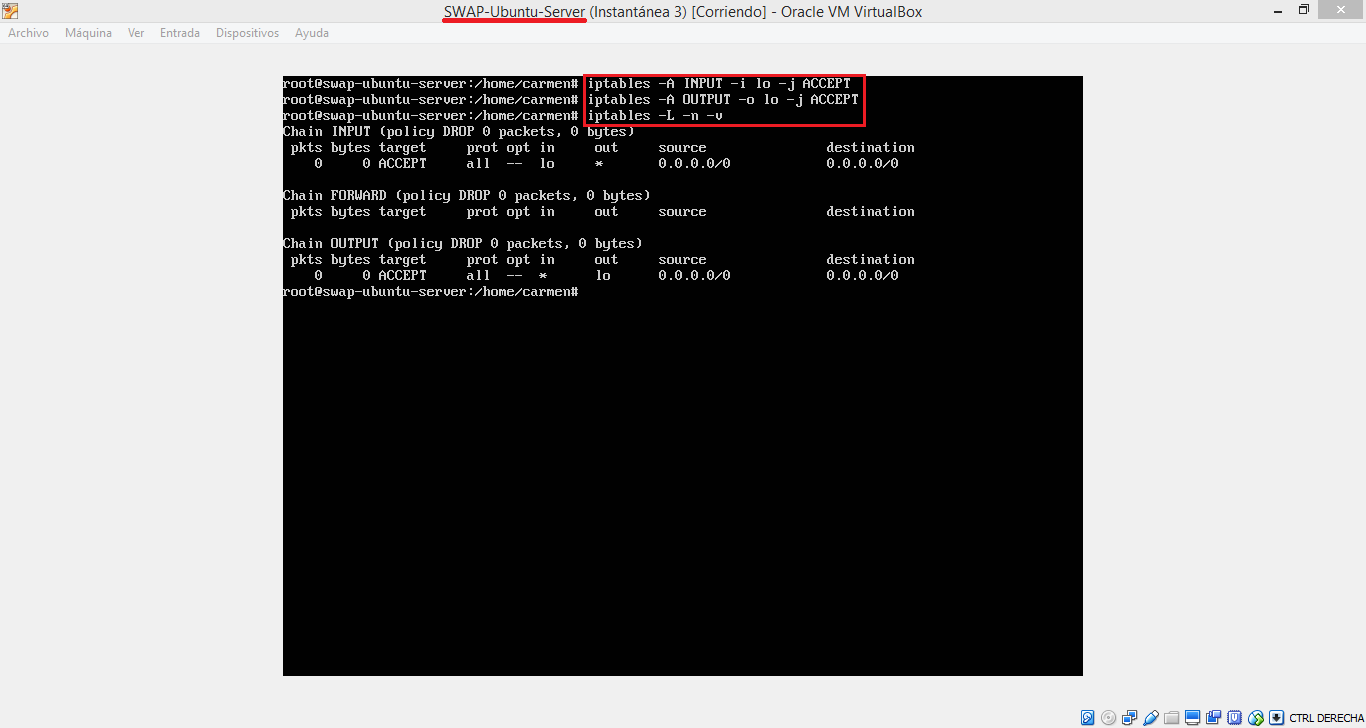 SWAP-Ubuntu-Server (Instantánea 3) [Corriendo] - Oracle VM VirtualBox
Archivo Máquina Ver Entrada Dispositivos Ayuda
root@swap-ubuntu-server:/home/carmen# iptables -A INPUT -i lo -j ACCEPT
root@swap-ubuntu-server:/home/carmen# iptables -A OUTPUT -o lo -j ACCEPT
root@swap-ubuntu-server:/home/carmen# iptables -L -n -v
Chain INPUT (policy DROP 0 packets, 0 bytes)
 pkts bytes target     prot opt in     out     source               destination
    0     0 ACCEPT     all  --  lo     *       0.0.0.0/0            0.0.0.0/0
Chain FORWARD (policy DROP 0 packets, 0 bytes)
 pkts bytes target     prot opt in     out     source               destination
Chain OUTPUT (policy DROP 0 packets, 0 bytes)
 pkts bytes target     prot opt in     out     source               destination
    0     0 ACCEPT     all  --  *      lo      0.0.0.0/0            0.0.0.0/0
root@swap-ubuntu-server:/home/carmen#
CTRL DERECHA